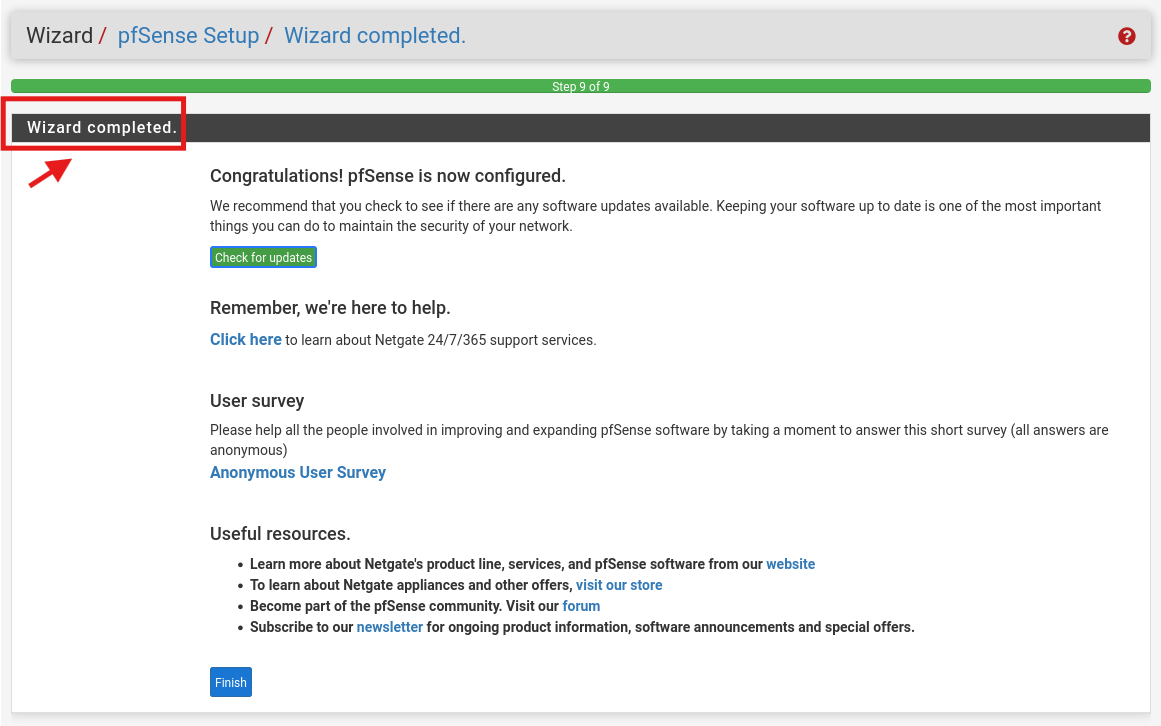 Wizard / pfSense Setup / Wizard completed.
?
Step 9 of 9
Wizard completed.
Congratulations! pfSense is now configured.
We recommend that you check to see if there are any software updates available. Keeping your software up to date is one of the most important
things you can do to maintain the security of your network.
Check for updates
Remember, we're here to help.
Click here to learn about Netgate 24/7/365 support services.
User survey
Please help all the people involved in improving and expanding pfSense software by taking a moment to answer this short survey (all answers are
anonymous)
Anonymous User Survey
Useful resources.
• Learn more about Netgate's product line, services, and pfSense software from our website
• To learn about Netgate appliances and other offers, visit our store
• Become part of the pfSense community. Visit our forum
• Subscribe to our newsletter for ongoing product information, software announcements and special offers.
Finish